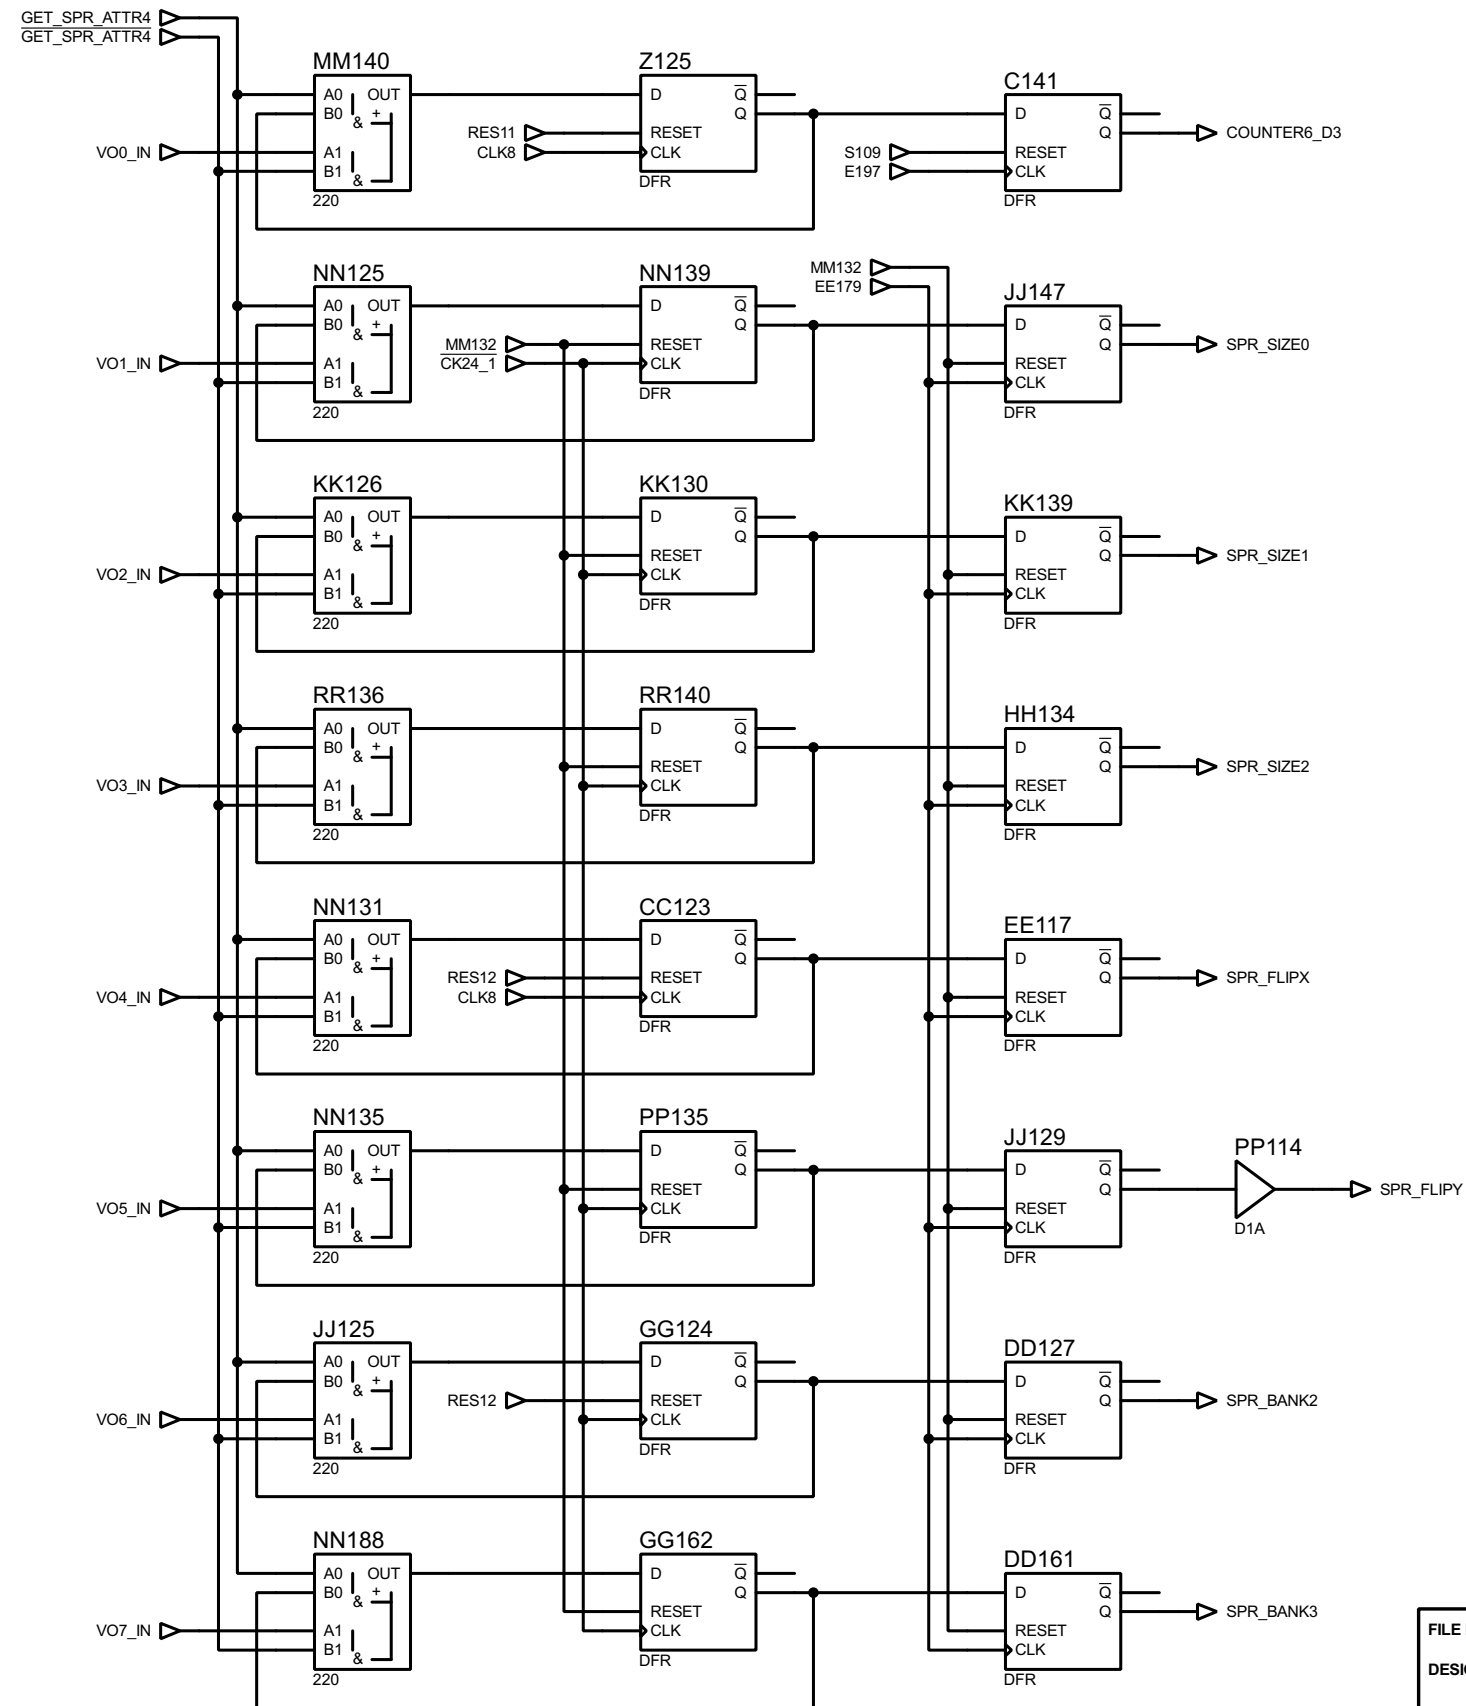 GET_SPR_ATTR4
GET_SPR_ATTR4
MM140
A0 OUT
B0 +
&
A1
B1
&
220
VO0_IN
Z125
D Q
Q
RESET
CLK
DFR
RES11
CLK8
C141
D Q
Q
RESET
CLK
DFR
S109
E197
COUNTER6_D3
NN125
A0 OUT
B0 +
&
A1
B1
&
220
VO1_IN
NN139
D Q
Q
RESET
CLK
DFR
MM132
CK24_1
MM132
EE179
JJ147
D Q
Q
RESET
CLK
DFR
SPR_SIZE0
KK126
A0 OUT
B0 +
&
A1
B1
&
220
VO2_IN
KK130
D Q
Q
RESET
CLK
DFR
KK139
D Q
Q
RESET
CLK
DFR
SPR_SIZE1
RR136
A0 OUT
B0 +
&
A1
B1
&
220
VO3_IN
RR140
D Q
Q
RESET
CLK
DFR
HH134
D Q
Q
RESET
CLK
DFR
SPR_SIZE2
NN131
A0 OUT
B0 +
&
A1
B1
&
220
VO4_IN
CC123
D Q
Q
RESET
CLK
DFR
RES12
CLK8
EE117
D Q
Q
RESET
CLK
DFR
SPR_FLIPX
NN135
A0 OUT
B0 +
&
A1
B1
&
220
VO5_IN
PP135
D Q
Q
RESET
CLK
DFR
JJ129
D Q
Q
RESET
CLK
DFR
PP114
D1A
SPR_FLIPY
JJ125
A0 OUT
B0 +
&
A1
B1
&
220
VO6_IN
GG124
D Q
Q
RESET
CLK
DFR
RES12
DD127
D Q
Q
RESET
CLK
DFR
SPR_BANK2
NN188
A0 OUT
B0 +
&
A1
B1
&
220
VO7_IN
GG162
D Q
Q
RESET
CLK
DFR
DD161
D Q
Q
RESET
CLK
DFR
SPR_BANK3
FILE